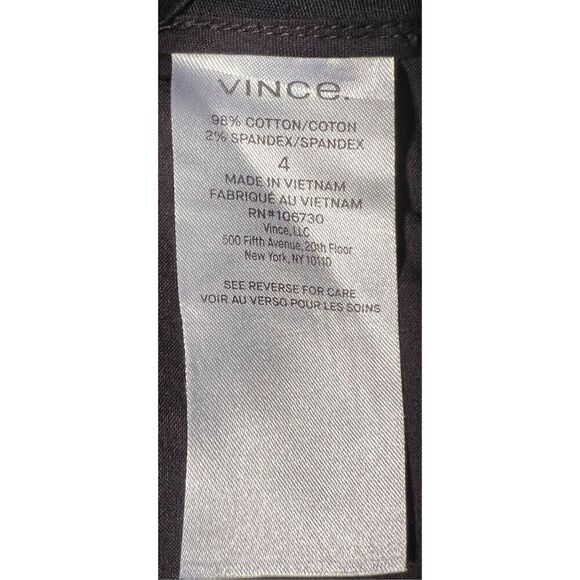 VINCE.
98% COTTON/COTON
2% SPANDEX/SPANDEX
4
MADE IN VIETNAM
FABRIQUÉ AU VIETNAM
RN#106730
Vince, LLC
500 Fifth Avenue, 20th Floor
New York, NY 10110
SEE REVERSE FOR CARE
VOIR AU VERSO POUR LES SOINS